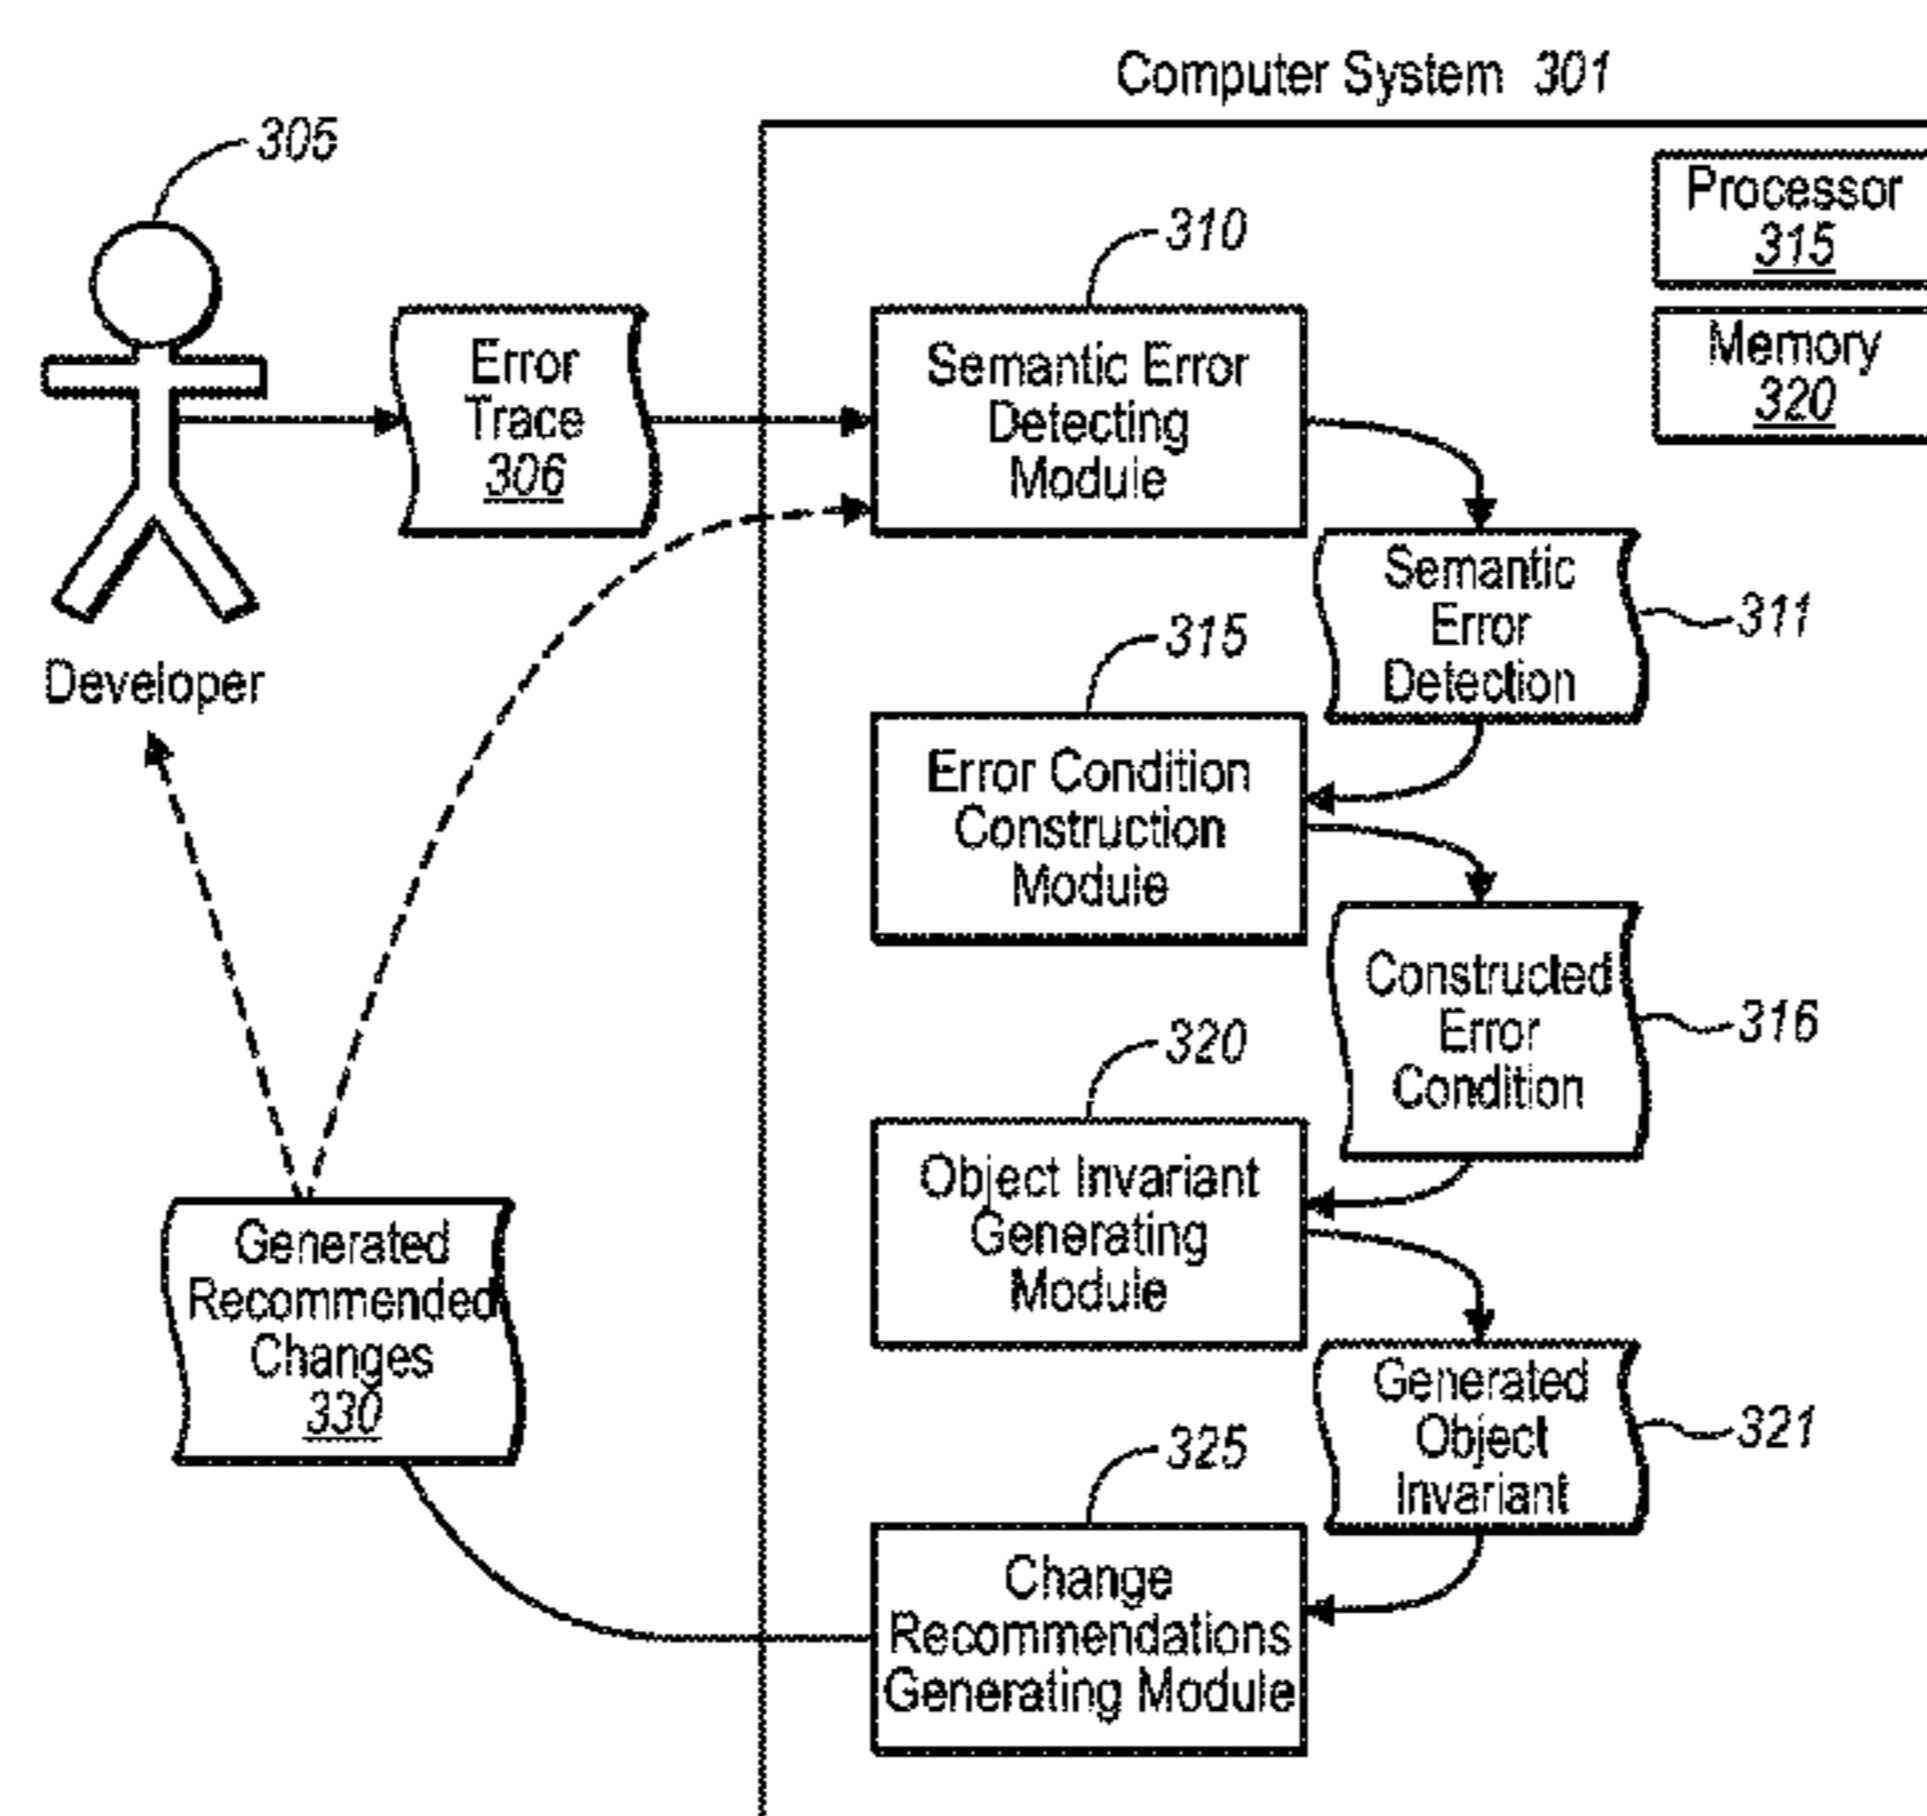 Computer System 301
305
Processor
315
310
Memory
320
Error
Trace
306
Semantic Error
Detecting
Module
Semantic
Error
Detection
311
Developer
315
Error Condition
Construction
Module
Constructed
Error
Condition
316
320
Object Invariant
Generating
Module
Generated
Recommended
Changes
330
Generated
Object
Invariant
321
325
Change
Recommendations
Generating Module